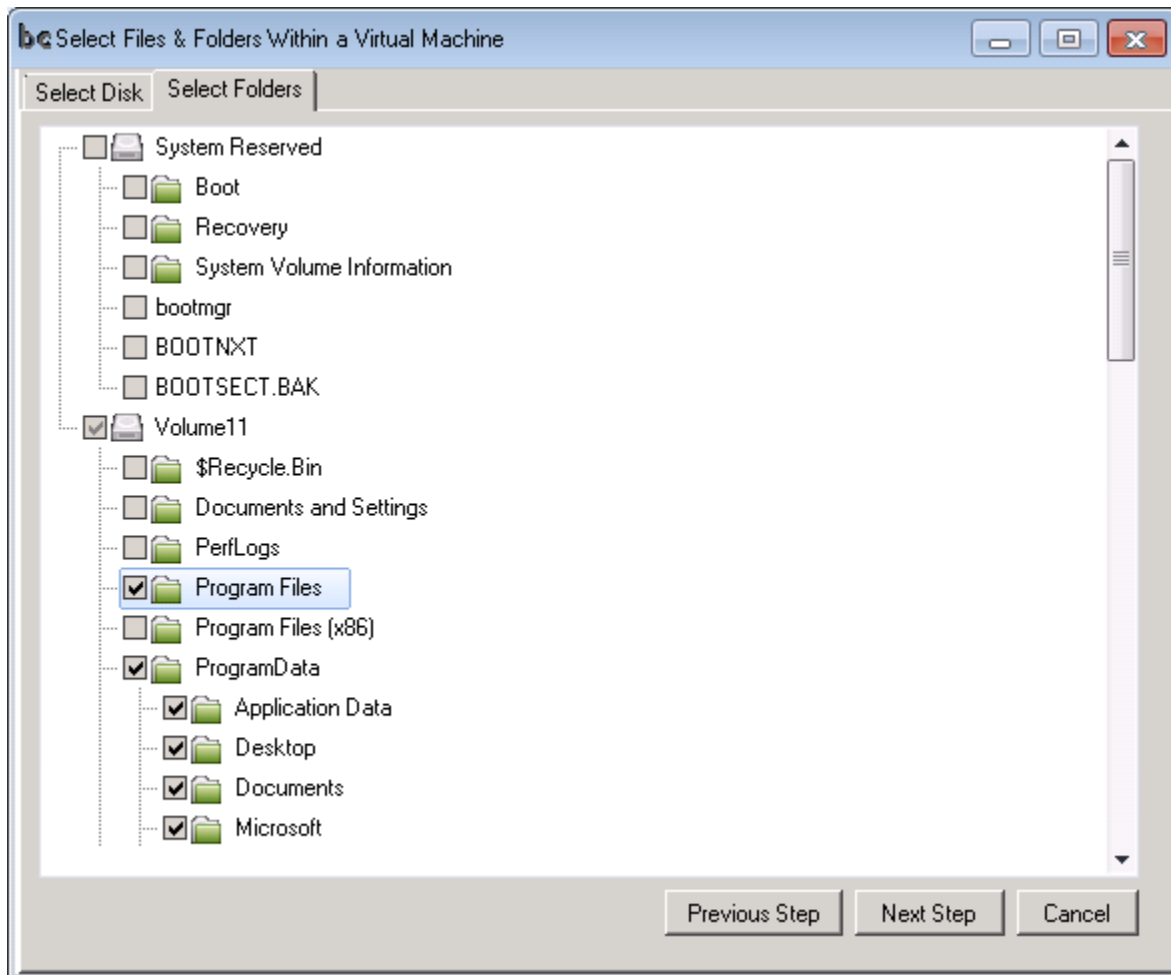 bc Select Files & Folders Within a Virtual Machine
Select Disk Select Folders
System Reserved
Boot
Recovery
System Volume Information
bootmgr
BOOTNXT
BOOTSECT.BAK
Volume11
$Recycle.Bin
Documents and Settings
PerfLogs
Program Files
Program Files (x86)
ProgramData
Application Data
Desktop
Documents
Microsoft
Previous Step Next Step Cancel